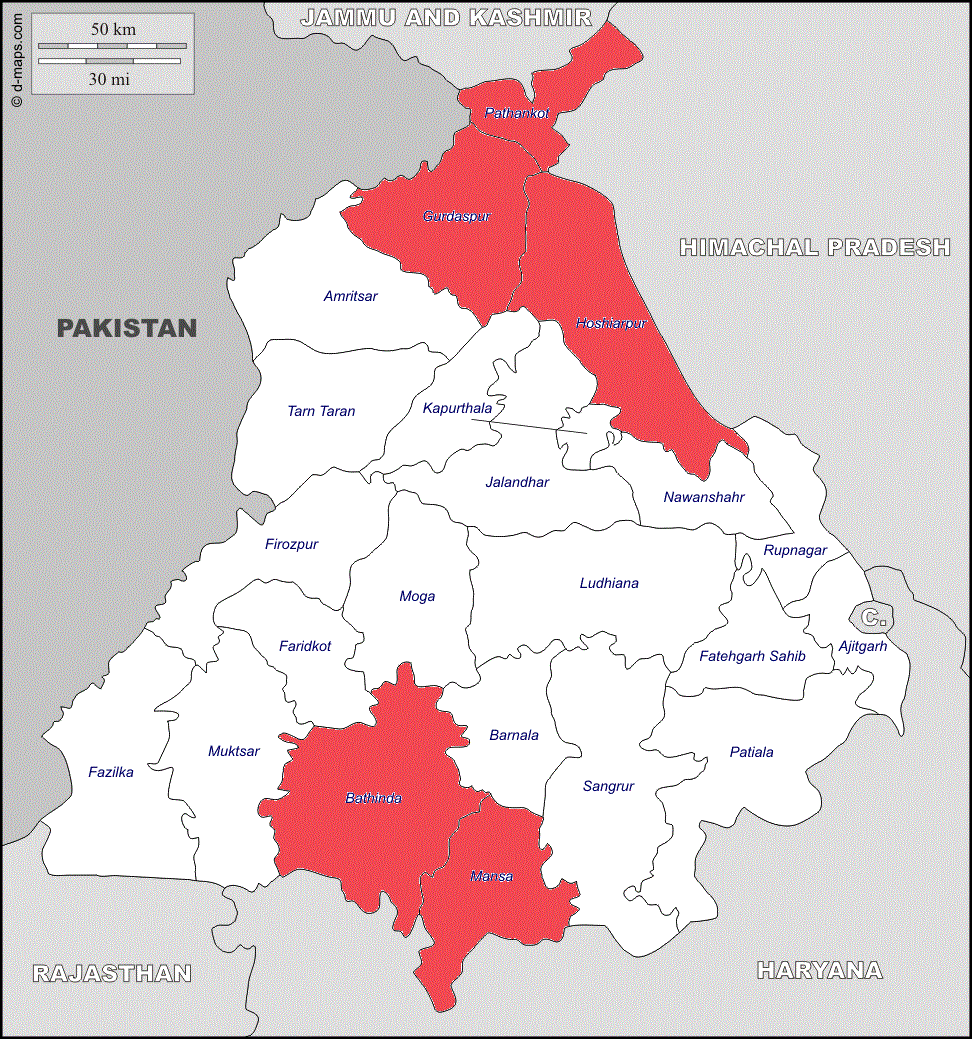 JAMMU AND KASHMIR
50 km
30 mi
© d-maps.com
Pathankot
Gurdaspur
HIMACHAL PRADESH
Amritsar
Hoshiarpur
PAKISTAN
Tarn Taran
Kapurthala
Jalandhar
Nawanshahr
Firozpur
Rupnagar
Ludhiana
Moga
C.
Faridkot
Ajitgarh
Fatehgarh Sahib
Barnala
Muktsar
Patiala
Fazilka
Sangrur
Bathinda
Mansa
RAJASTHAN
HARYANA